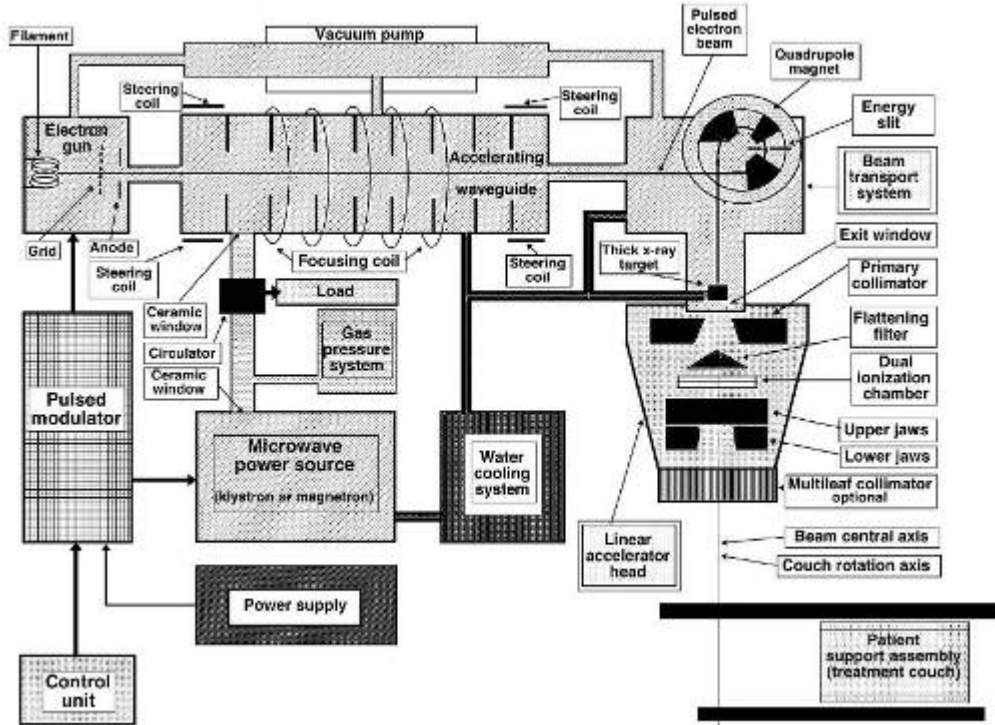 Filament
Vacuum pump
Pulsed
electron
beam
Quadrupole
magnet
Steering
coil
Steering
coil
Energy
slit
Electron
gun
Accelerating
waveguide
Beam
transport
system
Grid
Anode
Steering
coil
Focusing coil
Steering
coil
Thick x-ray
target
Exit window
Primary
collimator
Ceramic
window
Load
Circulator
Gas
pressure
system
Flattening
filter
Ceramic
window
Dual
ionization
chamber
Pulsed
modulator
Microwave
power source
(klystron or magnetron)
Water
cooling
system
Upper jaws
Lower jaws
Multileaf collimator
optional
Linear
accelerator
head
Beam central axis
Couch rotation axis
Power supply
Control
unit
Patient
support assembly
(treatment couch)